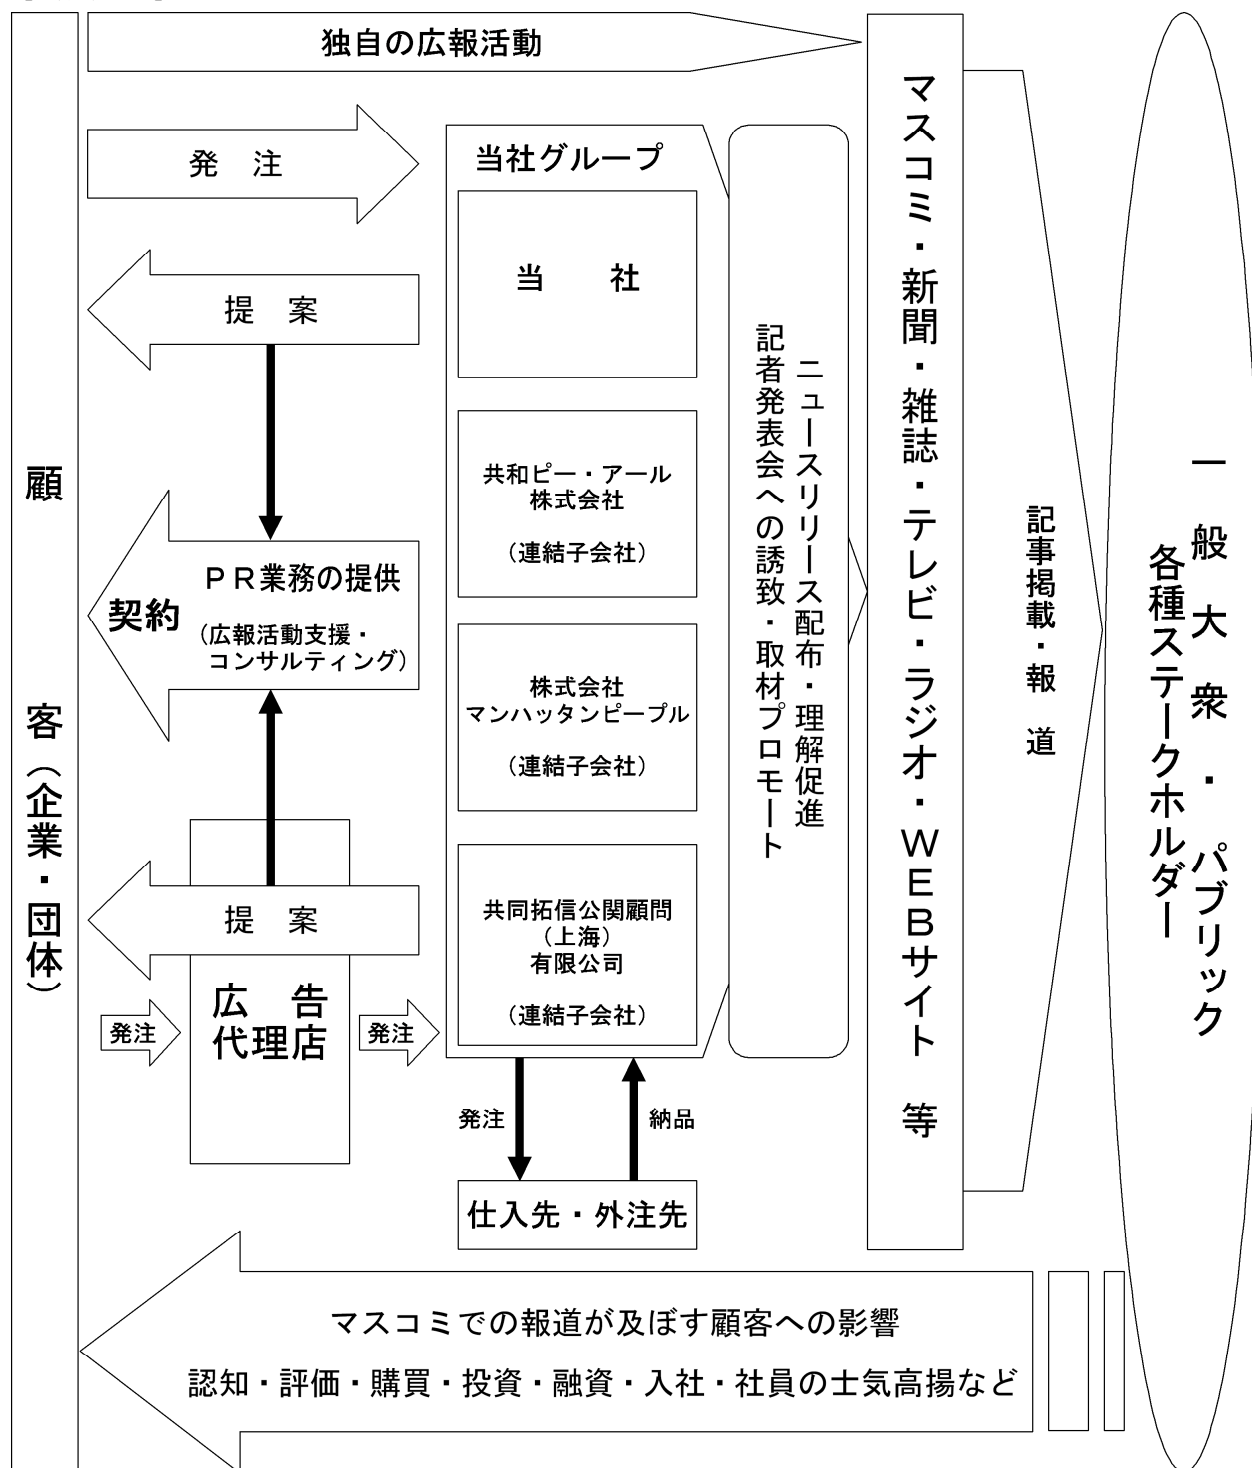 独自の広報活動
発 注
提 案
顧 客(企業・団体)
契約
PR業務の提供
(広報活動支援・
コンサルティング)
提 案
発注
広 告
代理店
発注
当社グループ
当 社
共和ピー・アール
株式会社
(連結子会社)
株式会社
マンハッタンピープル
(連結子会社)
共同拓信公関顧問
(上海)
有限公司
(連結子会社)
発注
納品
仕入先・外注先
ニュースリリース配布・理解促進
記者発表会への誘致・取材プロモート
マスコミ・新聞・雑誌・テレビ・ラジオ・WEBサイト 等
記事掲載・報 道
一 般 大 衆 ・ パブリック
各種ステークホルダー
マスコミでの報道が及ぼす顧客への影響
認知・評価・購買・投資・融資・入社・社員の士気高揚など